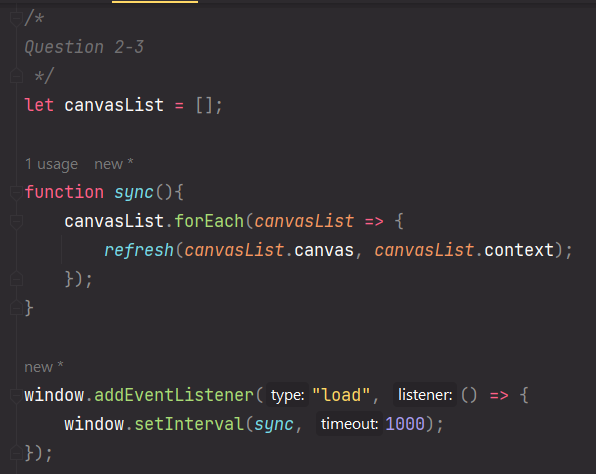 /*
Question 2-3
*/
let canvasList = [];
1 usage new *
function sync(){
canvasList.forEach(canvasList => {
refresh(canvasList.canvas, canvasList.context);
});
}
new *
window.addEventListener( type: "load", listener: () => {
window.setInterval(sync, timeout: 1000);
});